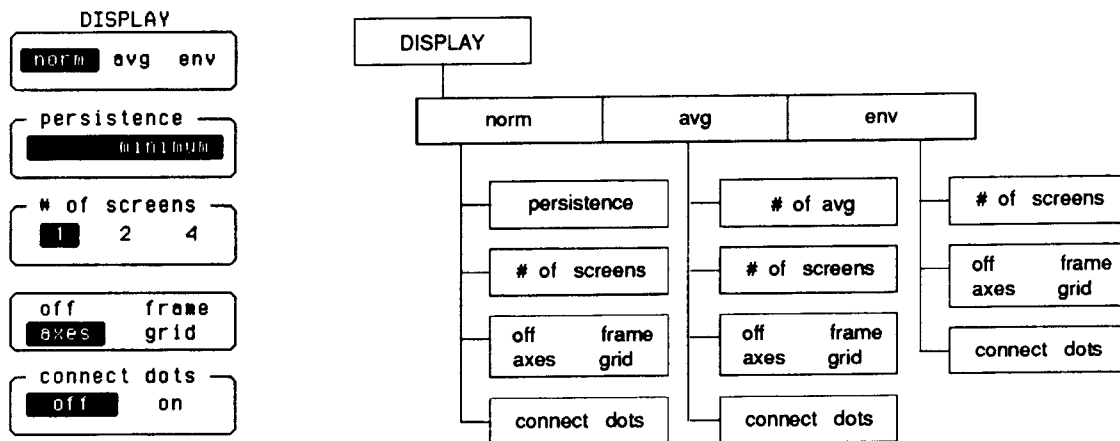 DISPLAY
norm avg env
persistence
minimum
# of screens
1 2 4
off frame
axes grid
connect dots
off on
DISPLAY
norm avg env
persistence
# of screens
off frame
axes grid
connect dots
# of avg
# of screens
off frame
axes grid
connect dots
# of screens
off frame
axes grid
connect dots